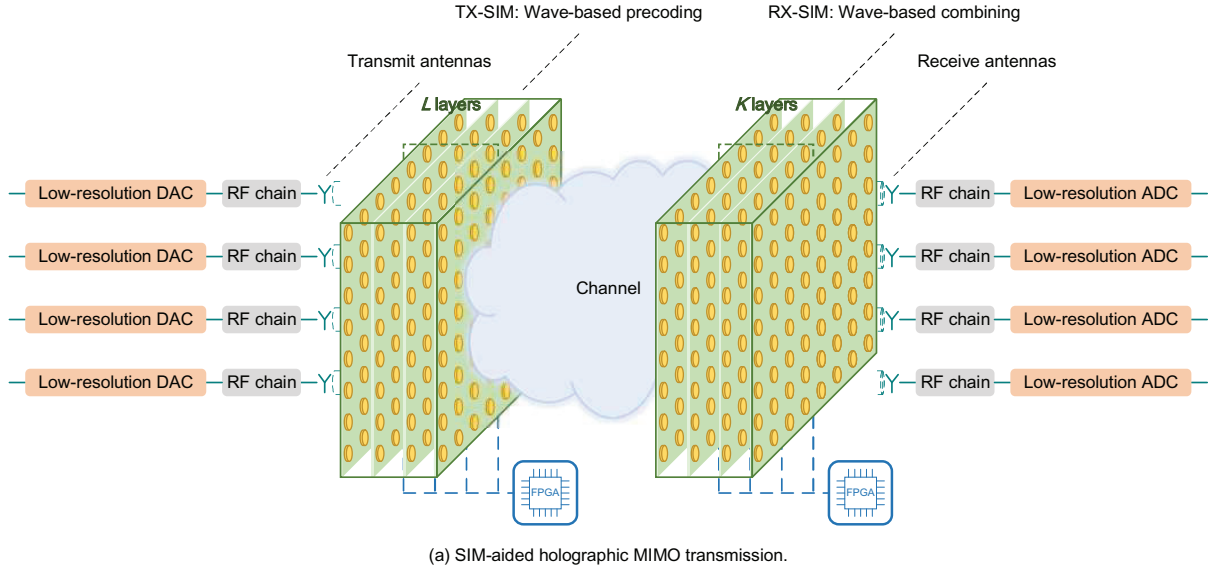 TX-SIM: Wave-based precoding
RX-SIM: Wave-based combining
Transmit antennas
Receive antennas
L layers
K layers
Low-resolution DAC
RF chain
RF chain
Low-resolution ADC
Low-resolution DAC
RF chain
RF chain
Low-resolution ADC
Channel
Low-resolution DAC
RF chain
RF chain
Low-resolution ADC
Low-resolution DAC
RF chain
RF chain
Low-resolution ADC
FPGA
FPGA
(a) SIM-aided holographic MIMO transmission.